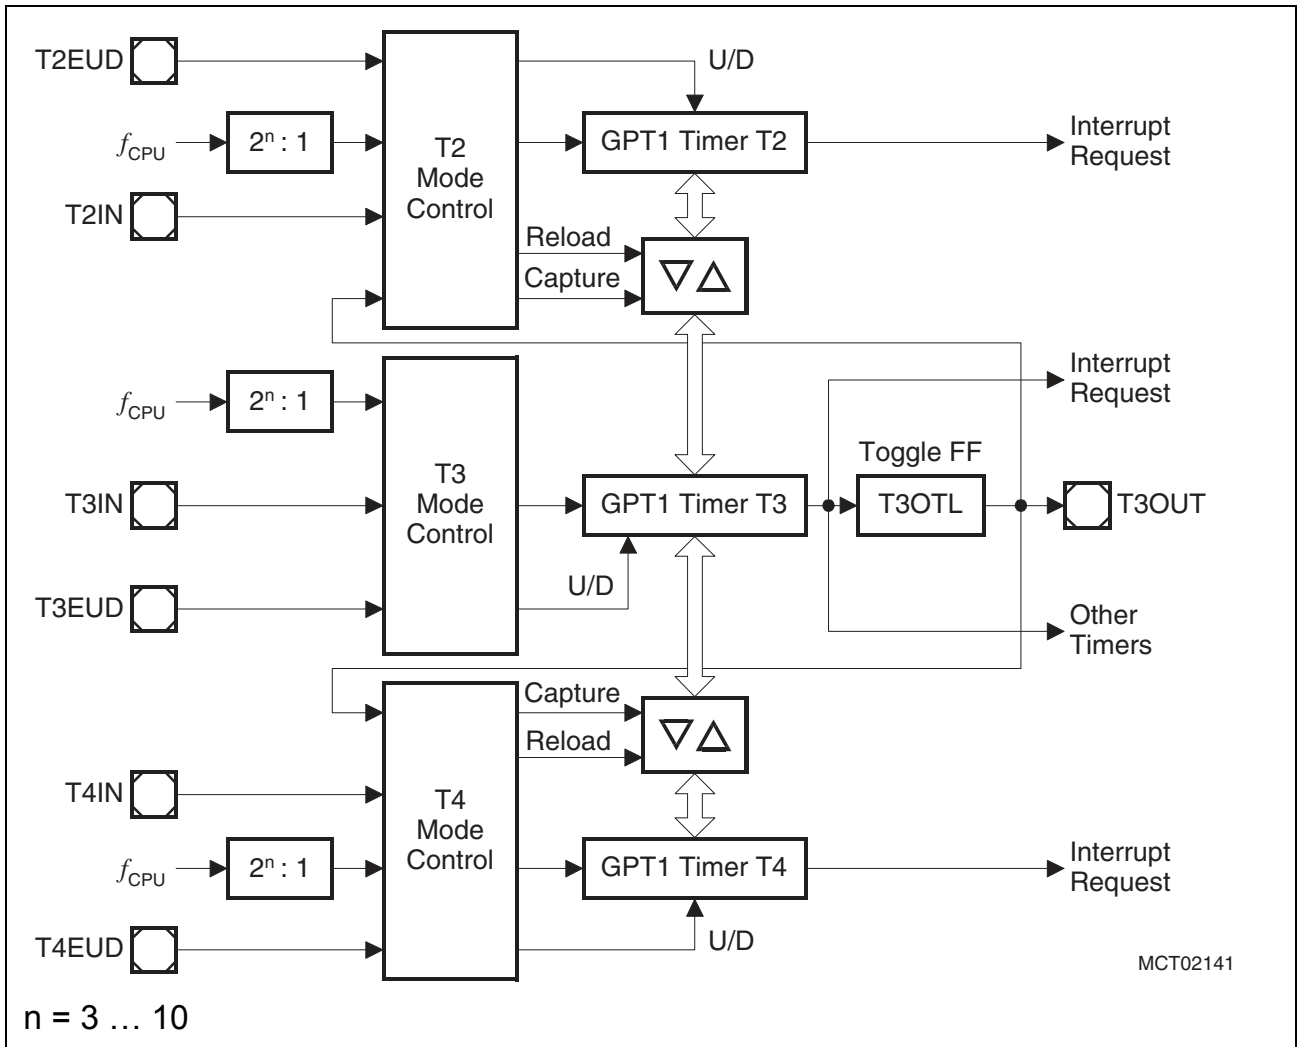 T2EUD
U/D
fCPU
2ⁿ : 1
T2
Mode
Control
GPT1 Timer T2
Interrupt
Request
T2IN
Reload
Capture
fCPU
2ⁿ : 1
Interrupt
Request
T3
Mode
Control
Toggle FF
T3IN
GPT1 Timer T3
T3OTL
T3OUT
T3EUD
U/D
Other
Timers
Capture
Reload
T4IN
T4
Mode
Control
fCPU
2ⁿ : 1
GPT1 Timer T4
Interrupt
Request
T4EUD
U/D
MCT02141
n = 3 … 10